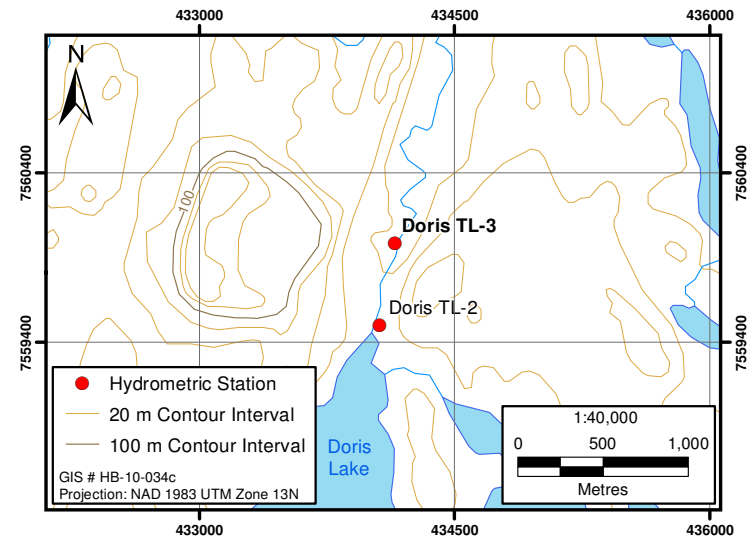 433000 434500 436000
N
7560400 7560400
100
Doris TL-3
Doris TL-2
7559400 7559400
Hydrometric Station
20 m Contour Interval
100 m Contour Interval
GIS # HB-10-034c
Projection: NAD 1983 UTM Zone 13N
Doris
Lake
1:40,000
0 500 1,000
Metres
433000 434500 436000